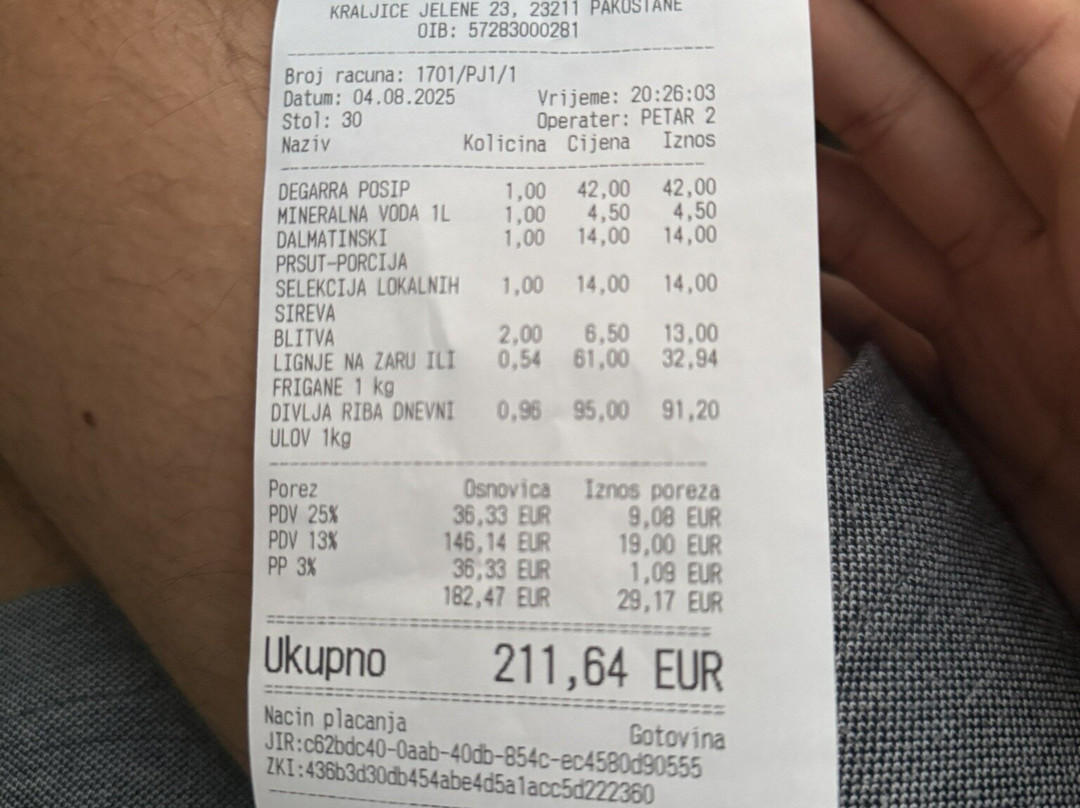 KRALJICE JELENE 23, 23211 PAKOSTANE
OIB: 57283000281
Broj racuna: 1701/PJ1/1
Datum: 04.08.2025 Vrijeme: 20:26:03
Stol: 30 Operater: PETAR 2
Naziv Kolicina Cijena Iznos
DEGARRA POSIP 1,00 42,00 42,00
MINERALNA VODA 1L 1,00 4,50 4,50
DALMATINSKI 1,00 14,00 14,00
PRSUT-PORCIJA
SELEKCIJA LOKALNIH 1,00 14,00 14,00
SIREVA
BLITVA 2,00 6,50 13,00
LIGNJE NA ZARU ILI 0,54 61,00 32,94
FRIGANE 1 kg
DIVLJA RIBA DNEVNI 0,96 95,00 91,20
ULOV 1kg
Porez Osnovica Iznos poreza
PDV 25% 36,33 EUR 9,08 EUR
PDV 13% 146,14 EUR 19,00 EUR
PP 3% 36,33 EUR 1,09 EUR
182,47 EUR 29,17 EUR
Ukupno 211,64 EUR
Nacin placanja Gotovina
JIR:c62bdc40-0aab-40db-854c-ec4580d90555
ZKI:436b3d30db454abe4d5a1acc5d222360